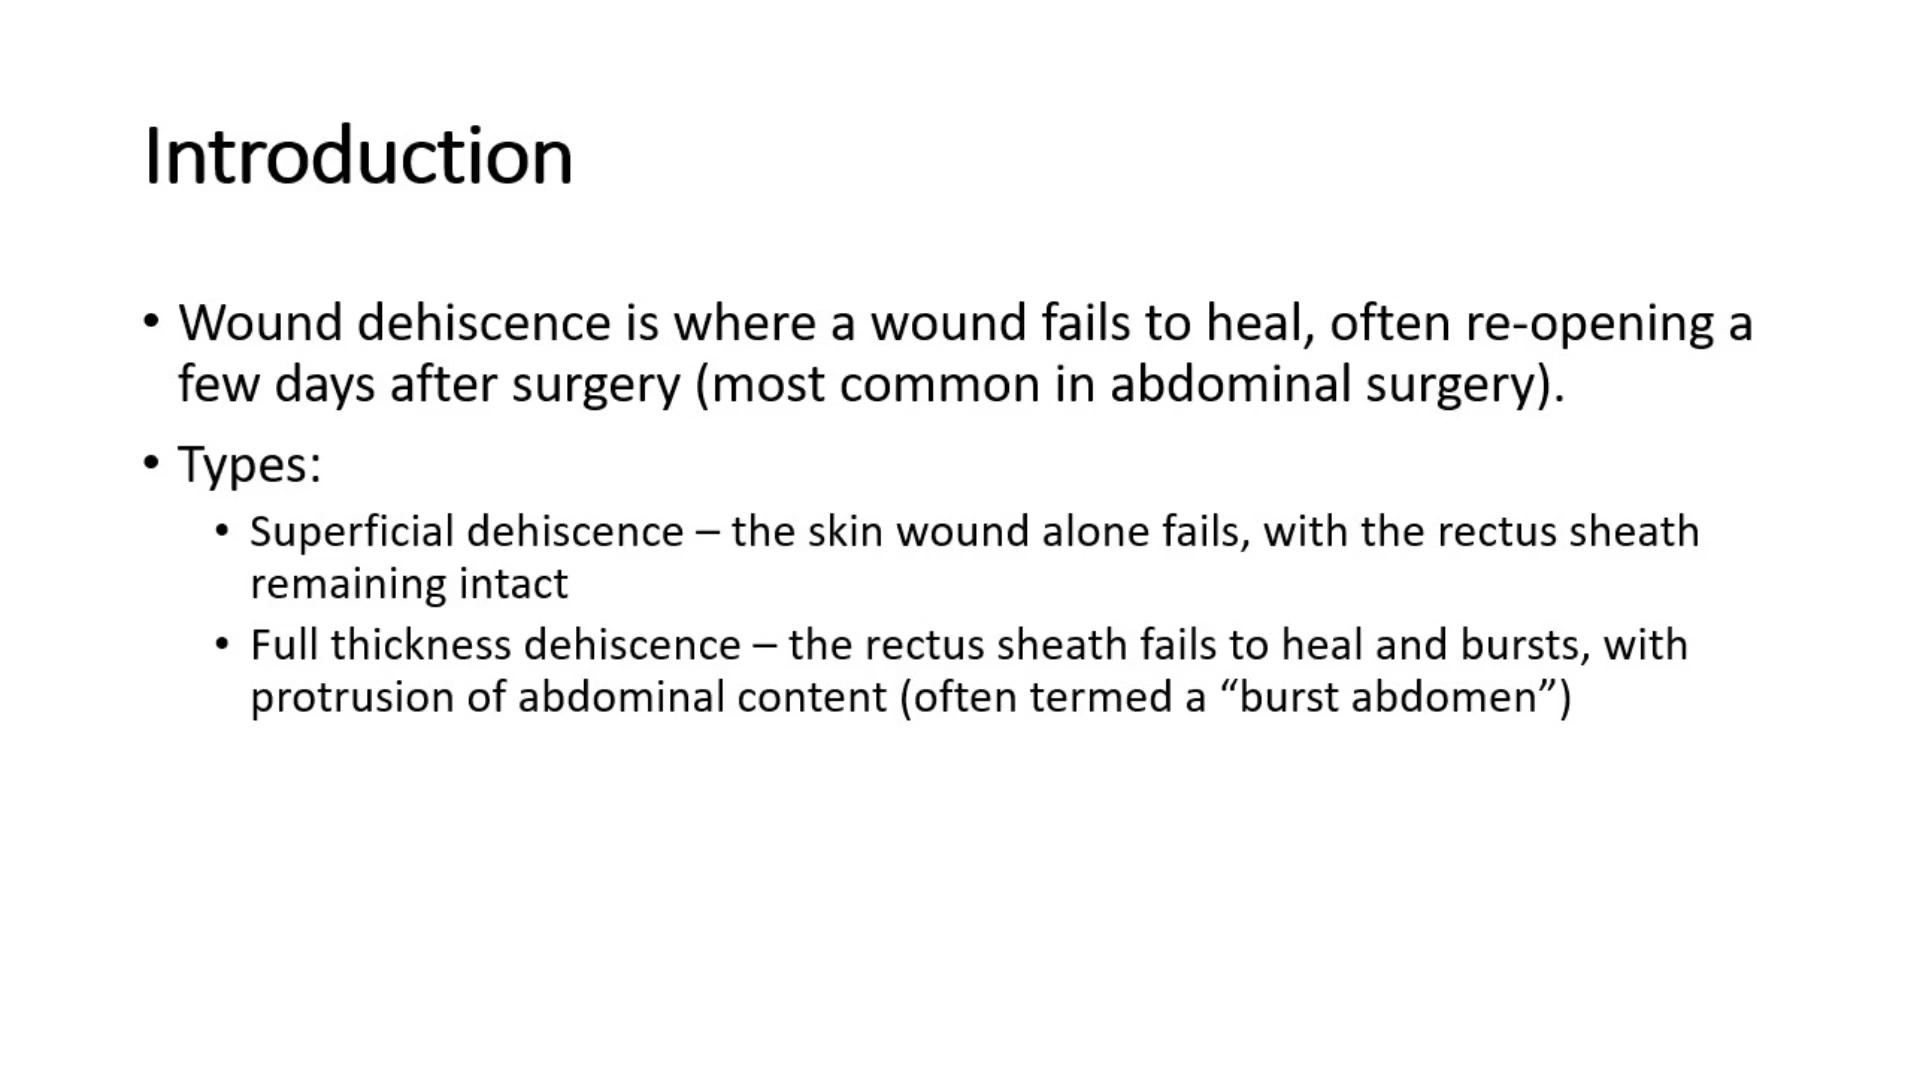 Introduction
• Wound dehiscence is where a wound fails to heal, often re-opening a
few days after surgery (most common in abdominal surgery).
• Types:
• Superficial dehiscence – the skin wound alone fails, with the rectus sheath
remaining intact
• Full thickness dehiscence – the rectus sheath fails to heal and bursts, with
protrusion of abdominal content (often termed a “burst abdomen”)